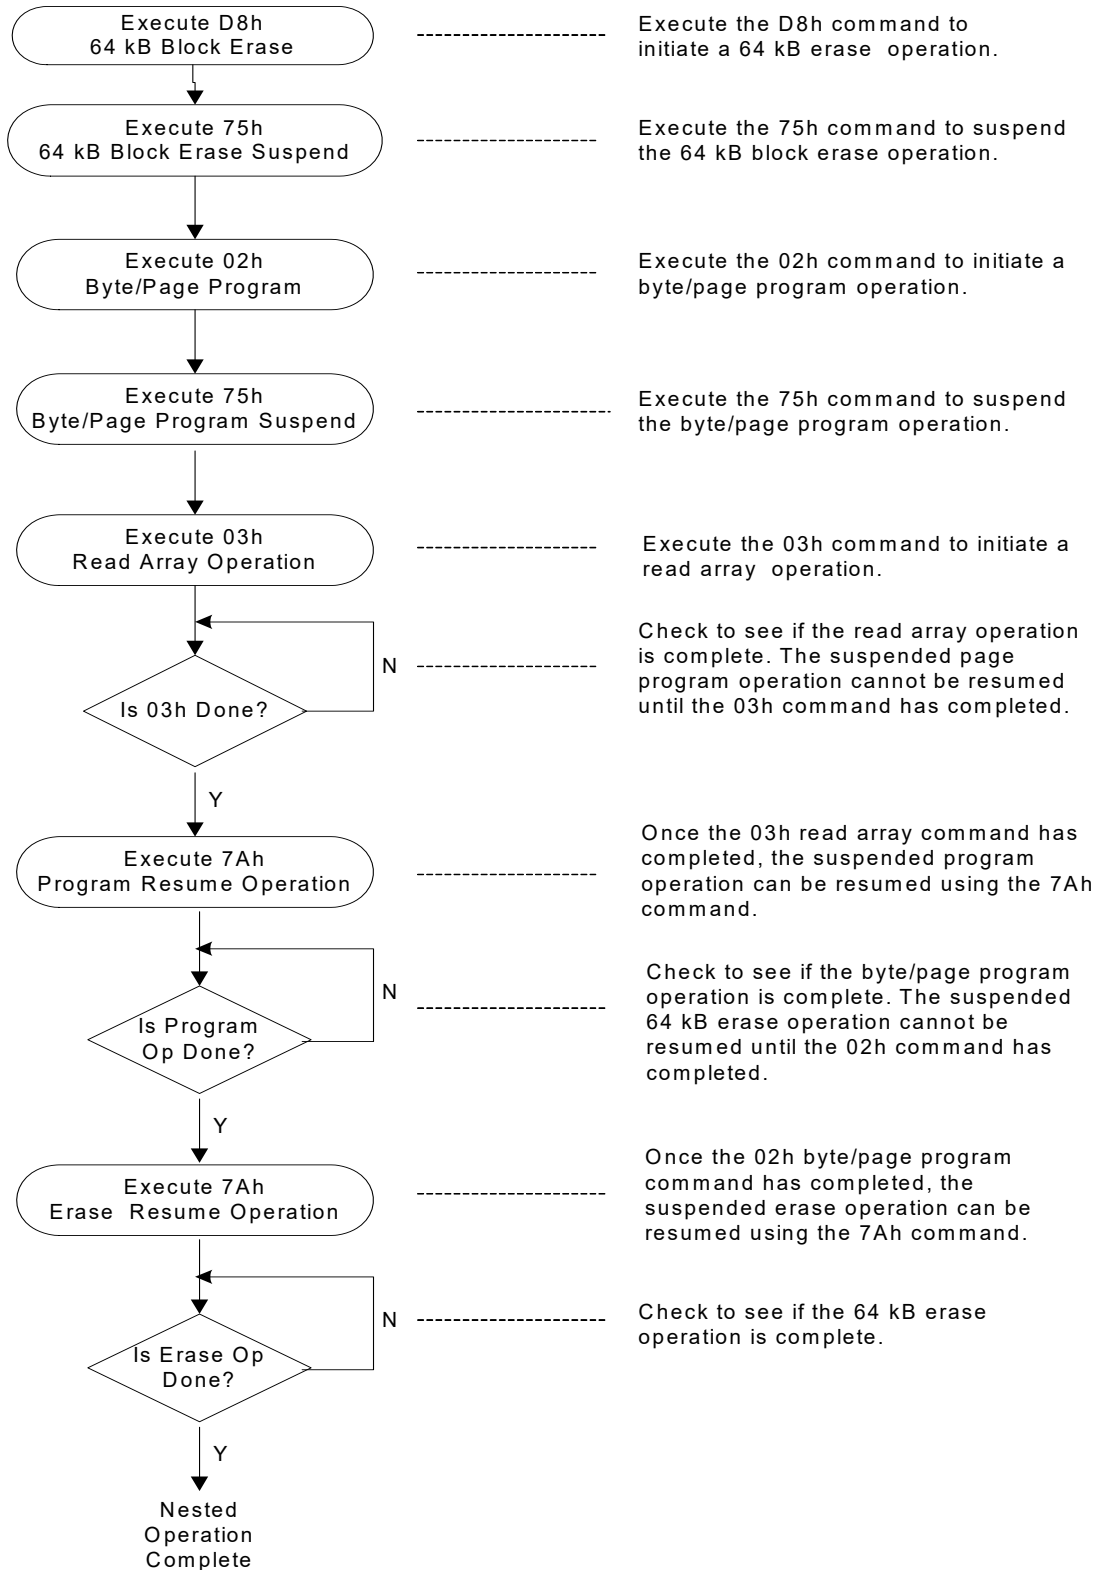 Execute D8h
64 kB Block Erase
Execute the D8h command to
initiate a 64 kB erase operation.
Execute 75h
64 kB Block Erase Suspend
Execute the 75h command to suspend
the 64 kB block erase operation.
Execute 02h
Byte/Page Program
Execute the 02h command to initiate a
byte/page program operation.
Execute 75h
Byte/Page Program Suspend
Execute the 75h command to suspend
the byte/page program operation.
Execute 03h
Read Array Operation
Execute the 03h command to initiate a
read array operation.
Is 03h Done?
N
Check to see if the read array operation
is complete. The suspended page
program operation cannot be resumed
until the 03h command has completed.
Y
Execute 7Ah
Program Resume Operation
Once the 03h read array command has
completed, the suspended program
operation can be resumed using the 7Ah
command.
Is Program
Op Done?
N
Check to see if the byte/page program
operation is complete. The suspended
64 kB erase operation cannot be
resumed until the 02h command has
completed.
Y
Execute 7Ah
Erase Resume Operation
Once the 02h byte/page program
command has completed, the
suspended erase operation can be
resumed using the 7Ah command.
Is Erase Op
Done?
N
Check to see if the 64 kB erase
operation is complete.
Y
Nested
Operation
Complete